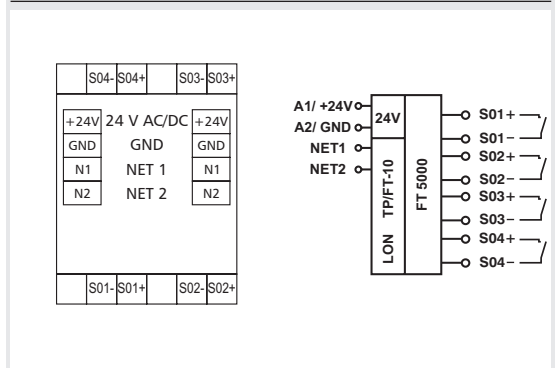 S04- S04+ S03- S03+
+24V 24 V AC/DC +24V
GND GND GND
N1 NET 1 N1
N2 NET 2 N2
S01- S01+ S02- S02+
A1/ +24V
A2/ GND
NET1
NET2
24V
LON TP/FT-10
FT 5000
S01+
S01−
S02+
S02−
S03+
S03−
S04+
S04−